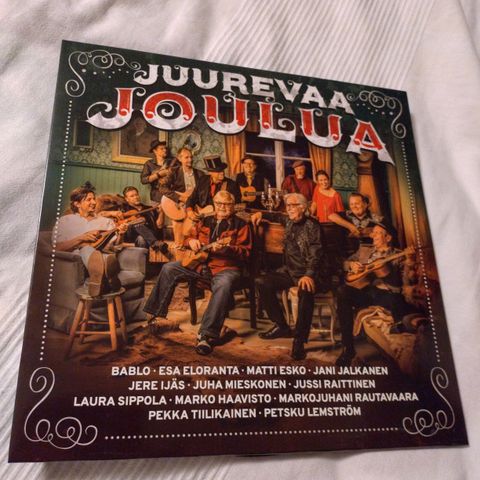 JUUREVAA
JOULUA
BABLO · ESA ELORANTA · MATTI ESKO · JANI JALKANEN
JERE IJÄS · JUHA MIESKONEN · JUSSI RAITTINEN
LAURA SIPPOLA · MARKO HAAVISTO · MARKOJUHANI RAUTAVAARA
PEKKA TIILIKAINEN · PETSKU LEMSTRÖM